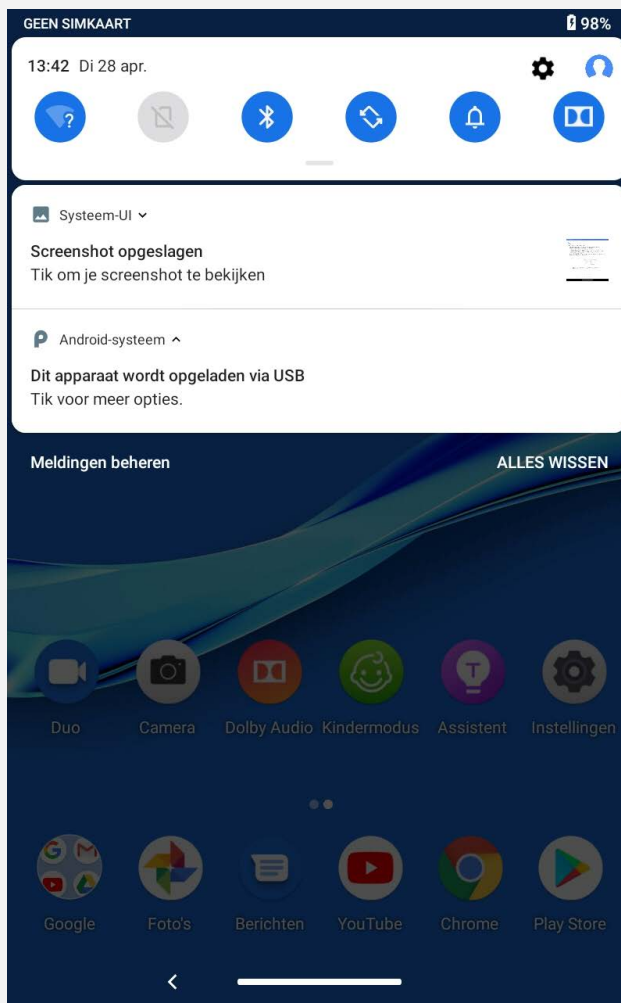 GEEN SIMKAART 98%
13:42 Di 28 apr.
Systeem-UI
Screenshot opgeslagen
Tik om je screenshot te bekijken
Android-systeem
Dit apparaat wordt opgeladen via USB
Tik voor meer opties.
Meldingen beheren ALLES WISSEN
Duo Camera Dolby Audio Kindermodus Assistent Instellingen
Google Foto's Berichten YouTube Chrome Play Store